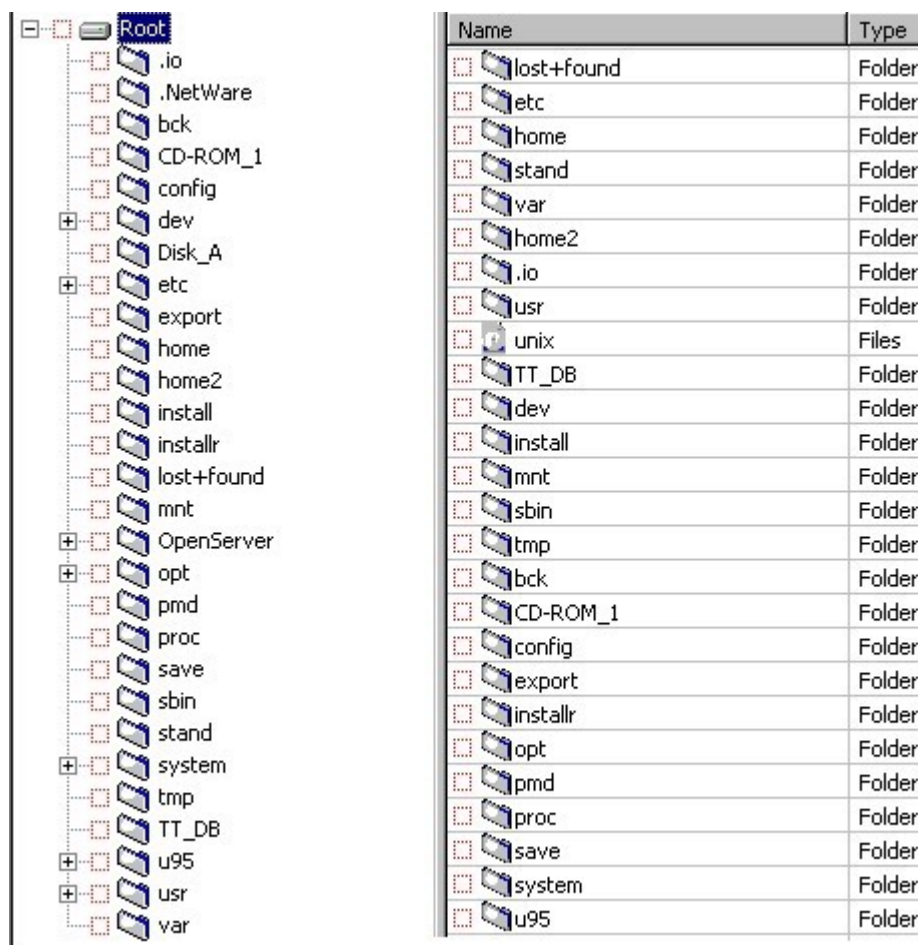 Root
.io
.NetWare
bck
CD-ROM_1
config
dev
Disk_A
etc
export
home
home2
install
installr
lost+found
mnt
OpenServer
opt
pmd
proc
save
sbin
stand
system
tmp
TT_DB
u95
usr
var
Name Type
lost+found Folder
etc Folder
home Folder
stand Folder
var Folder
home2 Folder
.io Folder
usr Folder
unix Files
TT_DB Folder
dev Folder
install Folder
mnt Folder
sbin Folder
tmp Folder
bck Folder
CD-ROM_1 Folder
config Folder
export Folder
installr Folder
opt Folder
pmd Folder
proc Folder
save Folder
system Folder
u95 Folder